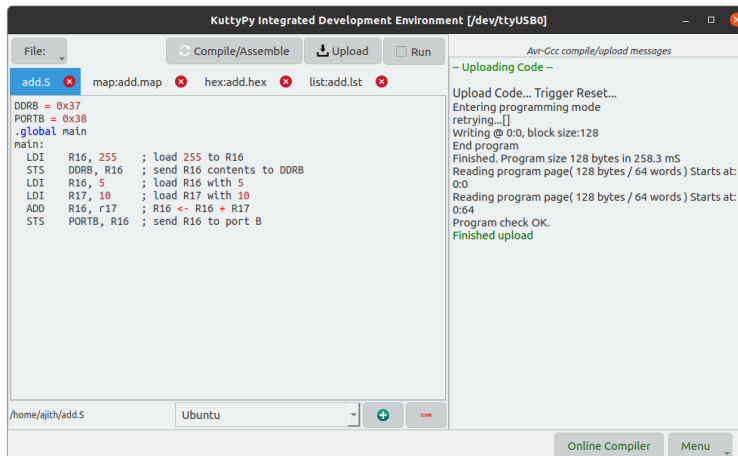 KuttyPy Integrated Development Environment [/dev/ttyUSB0]
File:
Compile/Assemble
Upload
Run
add.S
map:add.map
hex:add.hex
list:add.lst
DDRB = 0x37
PORTB = 0x38
.global main
main:
LDI R16, 255 ; load 255 to R16
STS DDRB, R16 ; send R16 contents to DDRB
LDI R16, 5 ; load R16 with 5
LDI R17, 10 ; load R17 with 10
ADD R16, r17 ; R16 <- R16 + R17
STS PORTB, R16 ; send R16 to port B
/home/ajith/add.S
Ubuntu
Avr-Gcc compile/upload messages
-- Uploading Code --
Upload Code... Trigger Reset...
Entering programming mode
retrying...[]
Writing @ 0:0, block size:128
End program
Finished. Program size 128 bytes in 258.3 mS
Reading program page( 128 bytes / 64 words ) Starts at:
0:0
Reading program page( 128 bytes / 64 words ) Starts at:
0:64
Program check OK.
Finished upload
Online Compiler
Menu